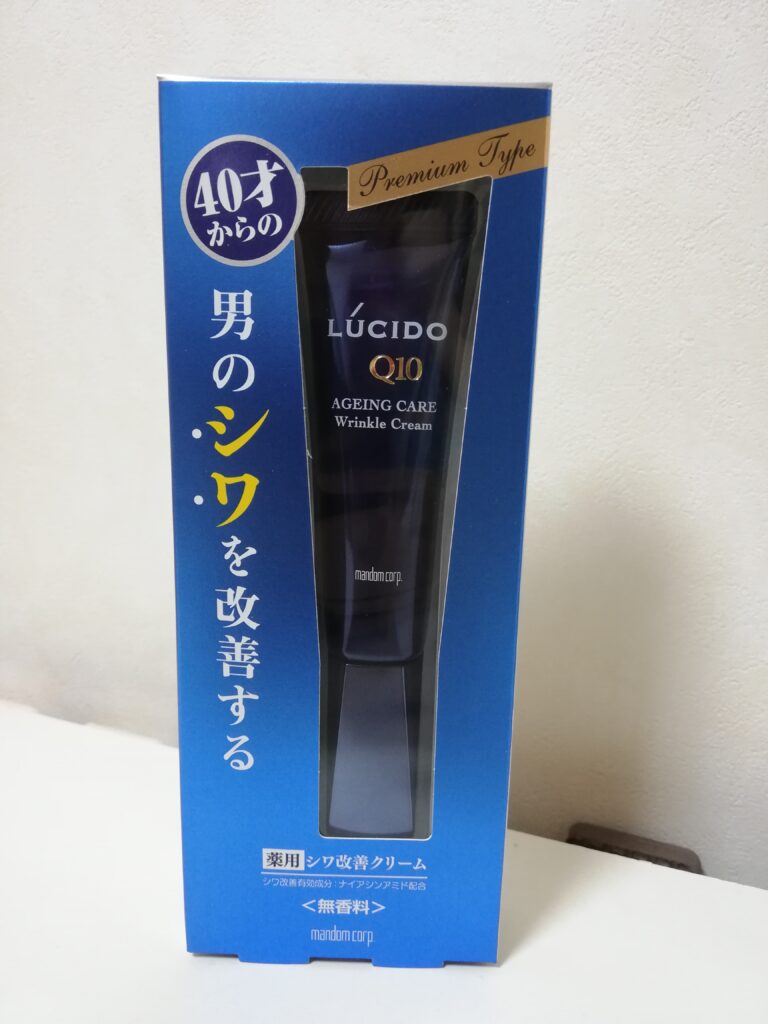 Premium Type
40才
からの
男のシワを改善する
LÚCIDO
Q10
AGEING CARE
Wrinkle Cream
mandom corp.
薬用 シワ改善クリーム
シワ改善有効成分：ナイアシンアミド配合
＜無香料＞
mandom corp.